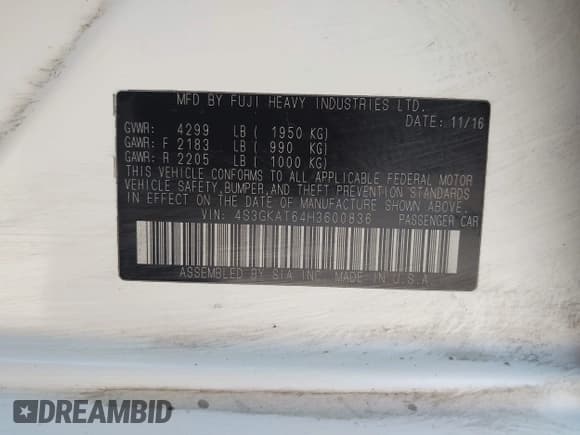 MFD BY FUJI HEAVY INDUSTRIES LTD.
DATE: 11/16
GVWR: 4299 LB ( 1950 KG)
GAWR: F 2183 LB ( 990 KG)
GAWR: R 2205 LB ( 1000 KG)
THIS VEHICLE CONFORMS TO ALL APPLICABLE FEDERAL MOTOR
VEHICLE SAFETY, BUMPER, AND THEFT PREVENTION STANDARDS
IN EFFECT ON THE DATE OF MANUFACTURE SHOWN ABOVE.
VIN: 4S3GKAT64H3600836 PASSENGER CAR
ASSEMBLED BY SIA INC. MADE IN U.S.A.
DREAMBID